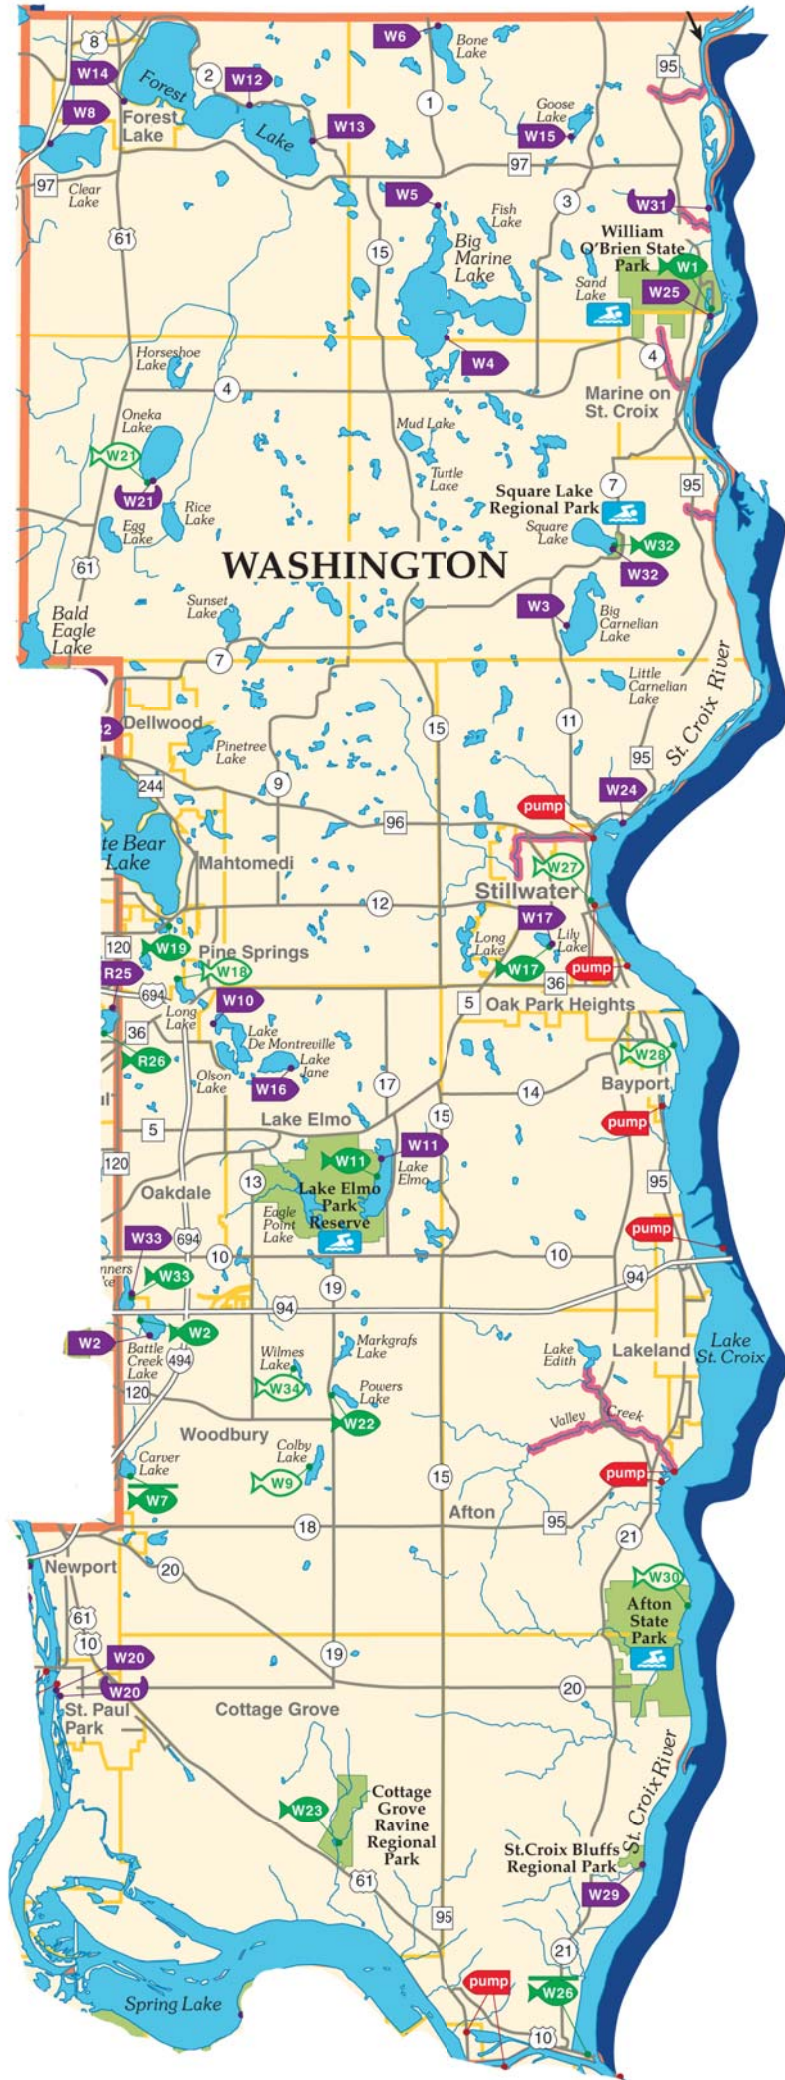 W6
Bone
Lake
8
95
W14
Forest
2
W12
1
Goose
Lake
W8
Forest
Lake
Lake
W13
W15
97
97
Clear
Lake
W5
3
W31
Fish
Lake
61
15
Big
Marine
Lake
William
O'Brien State
Park
W1
Sand
Lake
W25
Horseshoe
Lake
W4
4
4
Marine on
St. Croix
Oneka
Lake
Mud Lake
W21
Turtle
Lake
7
95
W21
Square Lake
Regional Park
Rice
Lake
Egg
Lake
Square
Lake
W32
WASHINGTON
W32
61
Sunset
Lake
W3
Big
Carnelian
Lake
Bald
Eagle
Lake
7
Little
Carnelian
Lake
St. Croix River
Dellwood
15
11
Pinetree
Lake
95
244
9
W24
pump
96
te Bear
Lake
Mahtomedi
W27
Stillwater
12
W17
120
W19
Pine Springs
Long
Lake
Lily
Lake
R25
W18
W17
pump
694
36
Long
Lake
W10
5
Oak Park Heights
36
Lake
De Montreville
R26
Olson
Lake
Lake
Jane
W28
W16
17
14
Bayport
Lake Elmo
15
5
pump
W11
120
W11
Lake
Elmo
95
13
Lake Elmo
Park
Reserve
Oakdale
Eagle
Point
Lake
W33
694
10
10
pump
nners
ke
W33
19
94
94
W2
W2
Battle
Creek
Lake
494
Wilmes
Lake
Markgrafs
Lake
Lake
Edith
Lakeland
Lake
St. Croix
120
W34
Powers
Lake
W22
Valley
Creek
Woodbury
Carver
Lake
Colby
Lake
W9
15
pump
W7
Afton
18
95
21
Newport
20
W30
61
Afton
State
Park
10
W20
19
W20
20
St. Paul
Park
Cottage Grove
St. Croix River
W23
Cottage
Grove
Ravine
Regional
Park
St.Croix Bluffs
Regional Park
61
W29
95
21
pump
W26
Spring Lake
10